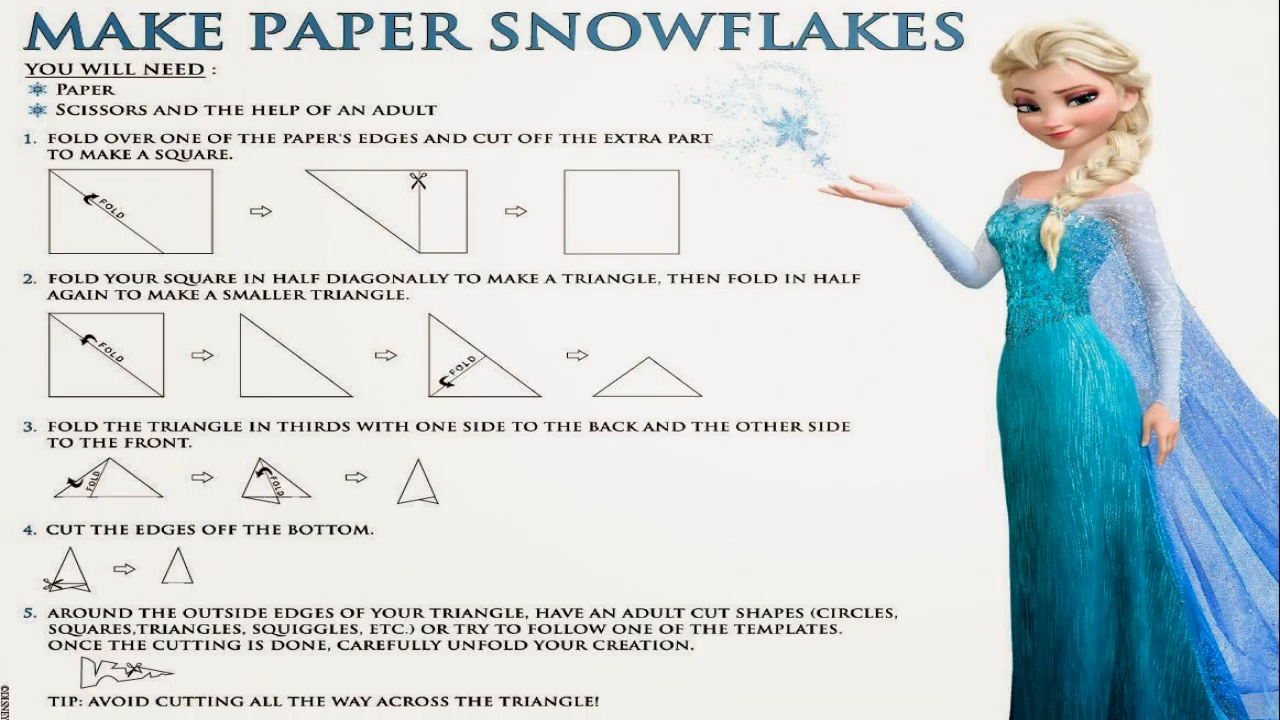 MAKE PAPER SNOWFLAKES
YOU WILL NEED :
PAPER
SCISSORS AND THE HELP OF AN ADULT
1. FOLD OVER ONE OF THE PAPER'S EDGES AND CUT OFF THE EXTRA PART
TO MAKE A SQUARE.
FOLD
2. FOLD YOUR SQUARE IN HALF DIAGONALLY TO MAKE A TRIANGLE, THEN FOLD IN HALF
AGAIN TO MAKE A SMALLER TRIANGLE.
FOLD
FOLD
3. FOLD THE TRIANGLE IN THIRDS WITH ONE SIDE TO THE BACK AND THE OTHER SIDE
TO THE FRONT.
FOLD
FOLD
4. CUT THE EDGES OFF THE BOTTOM.
5. AROUND THE OUTSIDE EDGES OF YOUR TRIANGLE, HAVE AN ADULT CUT SHAPES (CIRCLES,
SQUARES,TRIANGLES, SQUIGGLES, ETC.) OR TRY TO FOLLOW ONE OF THE TEMPLATES.
ONCE THE CUTTING IS DONE, CAREFULLY UNFOLD YOUR CREATION.
TIP: AVOID CUTTING ALL THE WAY ACROSS THE TRIANGLE!
©DISNEY